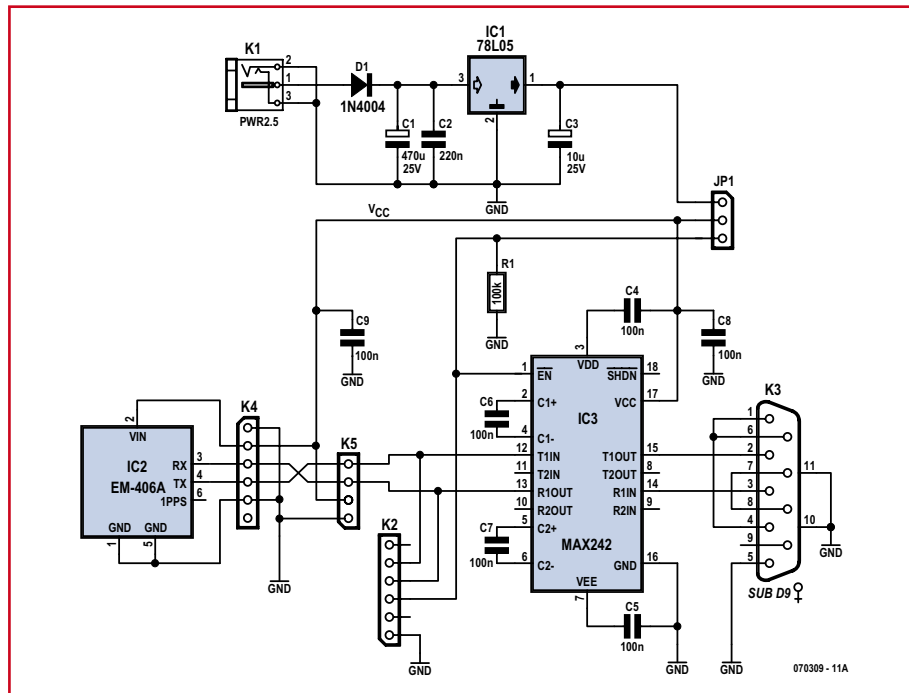 K1
2
1
3
PWR2.5
D1
1N4004
C1
470u
25V
C2
220n
IC1
78L05
3
1
2
C3
10u
25V
GND
JP1
VCC
R1
100k
GND
C9
100n
GND
C4
100n
C8
100n
GND
2
VIN
IC2
EM-406A
RX
TX
1PPS
3
4
6
GND
GND
1
5
K4
GND
K5
K2
GND
C6
100n
C7
100n
1
EN
2
C1+
4
C1-
12
T1IN
11
T2IN
13
R1OUT
10
R2OUT
5
C2+
6
C2-
3
VDD
IC3
MAX242
VEE
7
SHDN
18
VCC
17
T1OUT
15
T2OUT
8
R1IN
14
R2IN
9
GND
16
C5
100n
GND
K3
1
6
2
7
3
8
4
9
5
11
10
GND
SUB D9
GND
070309 - 11A